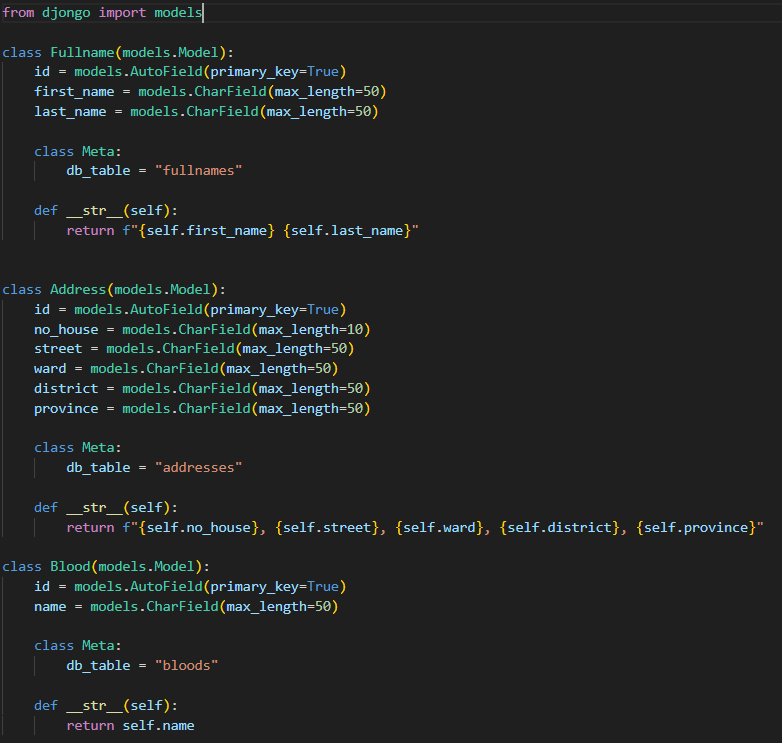 from djongo import models
class Fullname(models.Model):
    id = models.AutoField(primary_key=True)
    first_name = models.CharField(max_length=50)
    last_name = models.CharField(max_length=50)
    class Meta:
        db_table = "fullnames"
    def __str__(self):
        return f"{self.first_name} {self.last_name}"
class Address(models.Model):
    id = models.AutoField(primary_key=True)
    no_house = models.CharField(max_length=10)
    street = models.CharField(max_length=50)
    ward = models.CharField(max_length=50)
    district = models.CharField(max_length=50)
    province = models.CharField(max_length=50)
    class Meta:
        db_table = "addresses"
    def __str__(self):
        return f"{self.no_house}, {self.street}, {self.ward}, {self.district}, {self.province}"
class Blood(models.Model):
    id = models.AutoField(primary_key=True)
    name = models.CharField(max_length=50)
    class Meta:
        db_table = "bloods"
    def __str__(self):
        return self.name